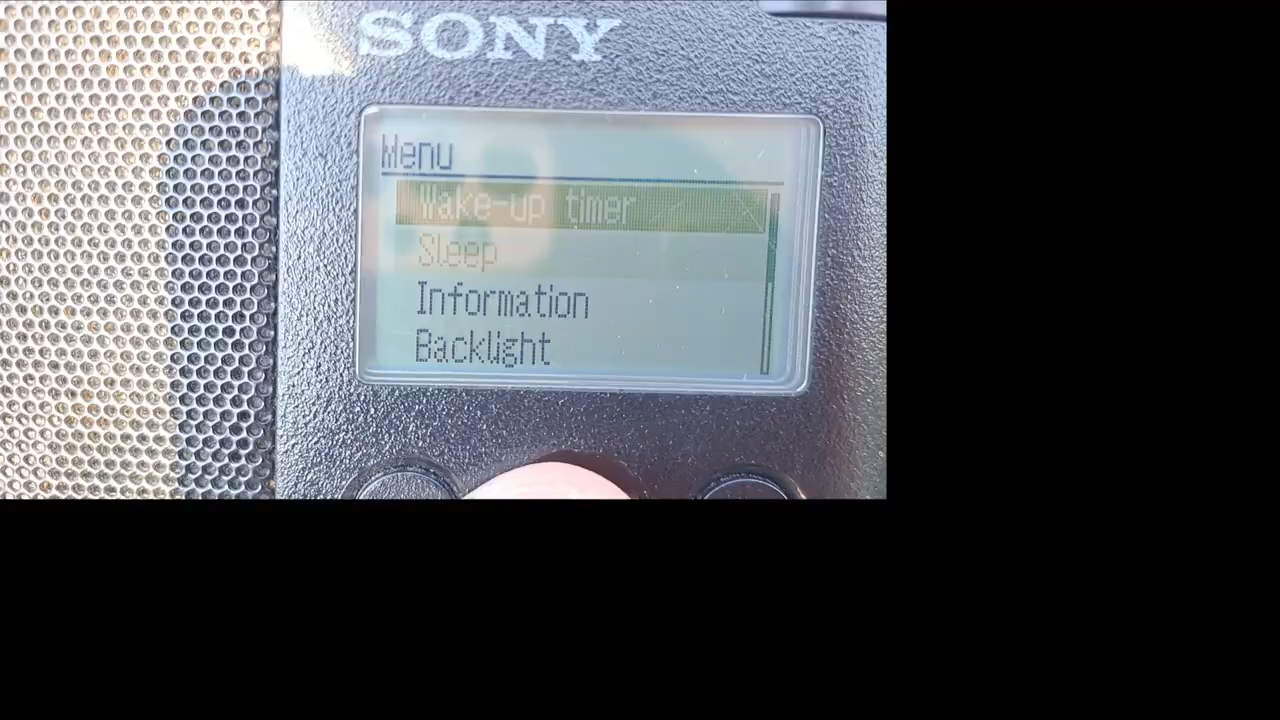 SONY
Menu
Wake-up timer
Sleep
Information
Backlight